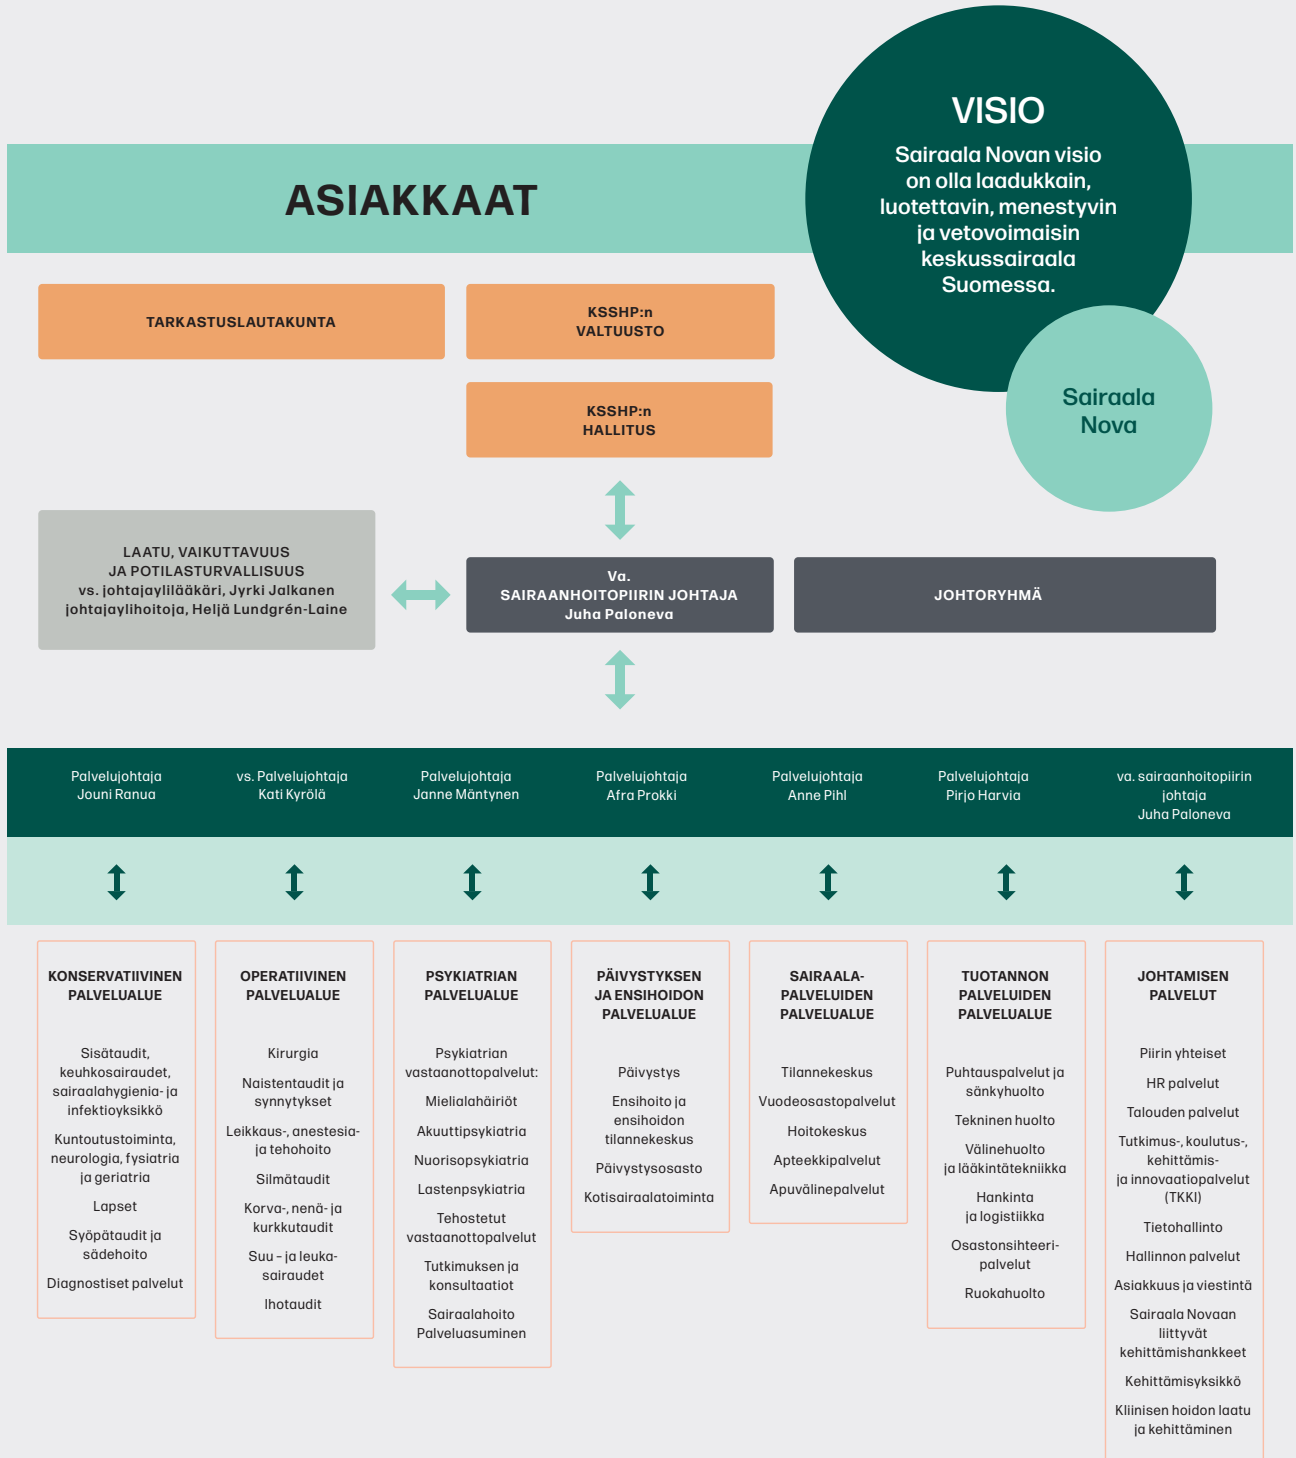 VISIO
Sairaala Novan visio
on olla laadukkain,
luotettavin, menestyvin
ja vetovoimaisin
keskussairaala
Suomessa.
ASIAKKAAT
Sairaala
Nova
TARKASTUSLAUTAKUNTA
KSSHP:n
VALTUUSTO
KSSHP:n
HALLITUS
LAATU, VAIKUTTAVUUS
JA POTILASTURVALLISUUS
vs. johtajaylilääkäri, Jyrki Jalkanen
johtajaylihoitoja, Heljä Lundgrén-Laine
Va.
SAIRAANHOITOPIIRIN JOHTAJA
Juha Paloneva
JOHTORYHMÄ
Palvelujohtaja
Jouni Ranua
vs. Palvelujohtaja
Kati Kyrölä
Palvelujohtaja
Janne Mäntynen
Palvelujohtaja
Afra Prokki
Palvelujohtaja
Anne Pihl
Palvelujohtaja
Pirjo Harvia
va. sairaanhoitopiirin
johtaja
Juha Paloneva
KONSERVATIIVINEN
PALVELUALUE
Sisätaudit,
keuhkosairaudet,
sairaalahygienia- ja
infektioyksikkö
Kuntoutustoiminta,
neurologia, fysiatria
ja geriatria
Lapset
Syöpätaudit ja
sädehoito
Diagnostiset palvelut
OPERATIIVINEN
PALVELUALUE
Kirurgia
Naistentaudit ja
synnytykset
Leikkaus-, anestesia-
ja tehohoito
Silmätaudit
Korva-, nenä- ja
kurkkutaudit
Suu – ja leuka-
sairaudet
Ihotaudit
PSYKIATRIAN
PALVELUALUE
Psykiatrian
vastaanottopalvelut:
Mielialahäiriöt
Akuuttipsykiatria
Nuorisopsykiatria
Lastenpsykiatria
Tehostetut
vastaanottopalvelut
Tutkimuksen ja
konsultaatiot
Sairaalahoito
Palveluasuminen
PÄIVYSTYKSEN
JA ENSIHOIDON
PALVELUALUE
Päivystys
Ensihoito ja
ensihoidon
tilannekeskus
Päivystysosasto
Kotisairaalatoiminta
SAIRAALA-
PALVELUIDEN
PALVELUALUE
Tilannekeskus
Vuodeosastopalvelut
Hoitokeskus
Apteekkipalvelut
Apuvälinepalvelut
TUOTANNON
PALVELUIDEN
PALVELUALUE
Puhtauspalvelut ja
sänkyhuolto
Tekninen huolto
Välinehuolto
ja lääkintätekniikka
Hankinta
ja logistiikka
Osastonsihteeri-
palvelut
Ruokahuolto
JOHTAMISEN
PALVELUT
Piirin yhteiset
HR palvelut
Talouden palvelut
Tutkimus-, koulutus-,
kehittämis-
ja innovaatiopalvelut
(TKKI)
Tietohallinto
Hallinnon palvelut
Asiakkuus ja viestintä
Sairaala Novaan
liittyvät
kehittämishankkeet
Kehittämisyksikkö
Kliinisen hoidon laatu
ja kehittäminen